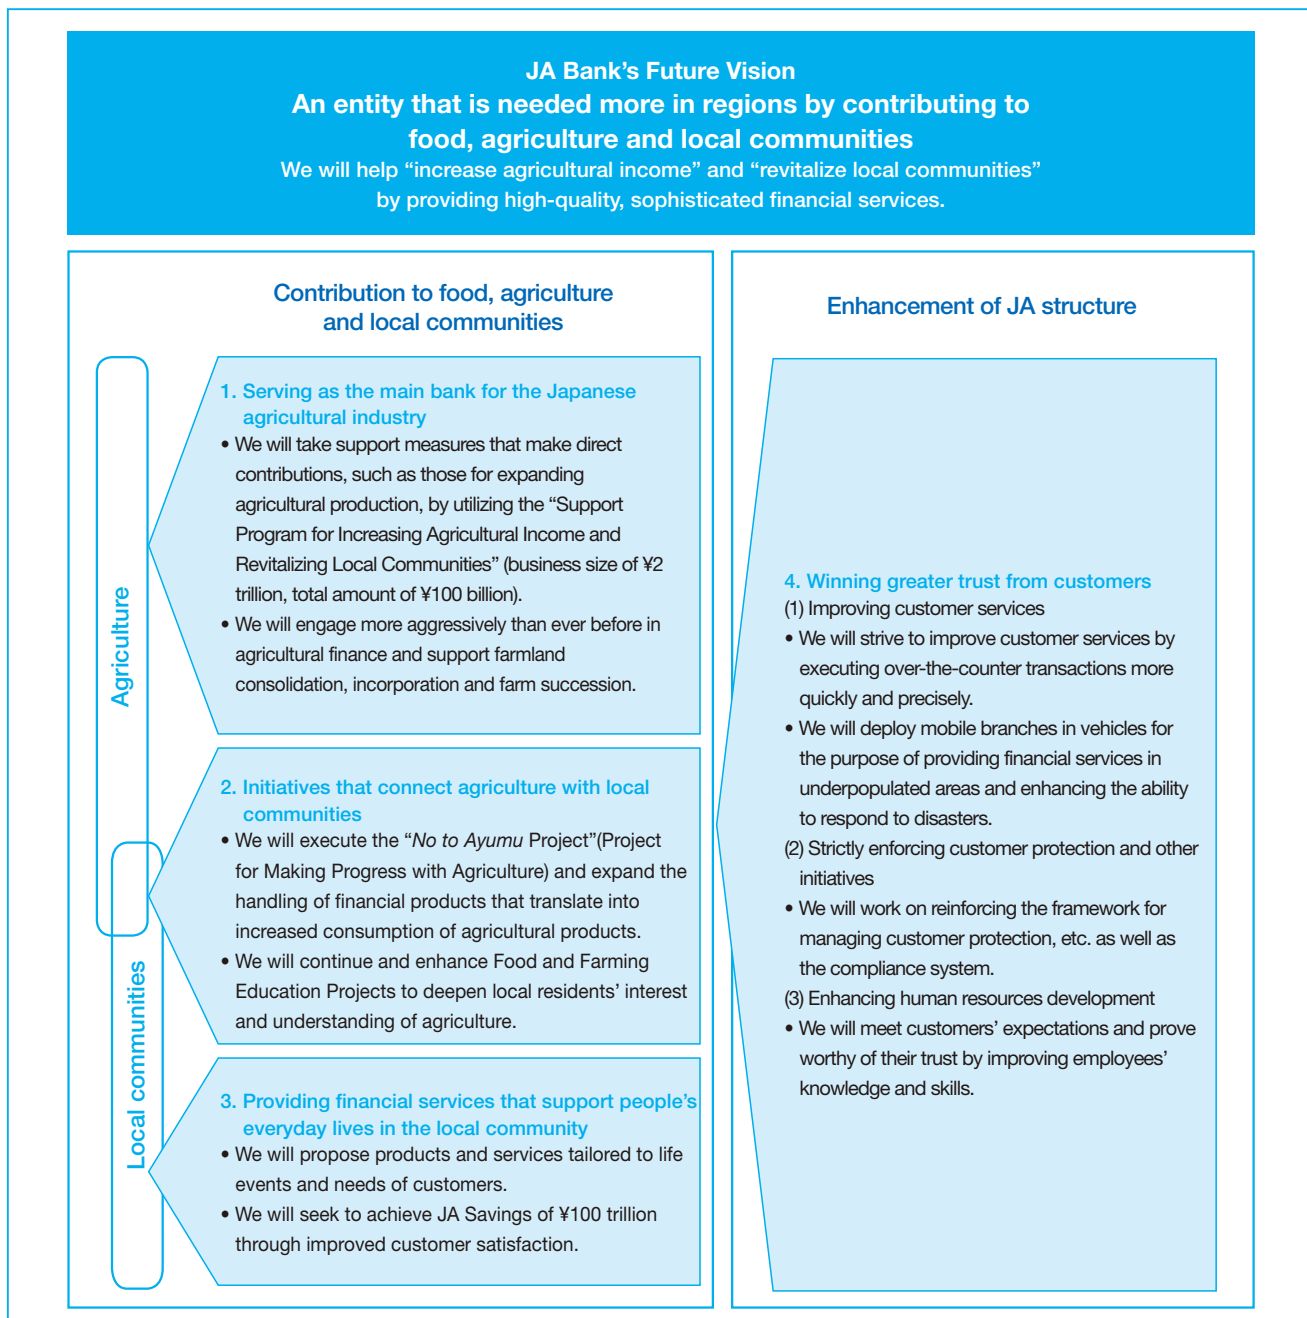 JA Bank's Future Vision
An entity that is needed more in regions by contributing to
food, agriculture and local communities
We will help “increase agricultural income” and “revitalize local communities”
by providing high-quality, sophisticated financial services.
Contribution to food, agriculture
and local communities
Agriculture
Local communities
1. Serving as the main bank for the Japanese
agricultural industry
• We will take support measures that make direct
contributions, such as those for expanding
agricultural production, by utilizing the “Support
Program for Increasing Agricultural Income and
Revitalizing Local Communities” (business size of ¥2
trillion, total amount of ¥100 billion).
• We will engage more aggressively than ever before in
agricultural finance and support farmland
consolidation, incorporation and farm succession.
2. Initiatives that connect agriculture with local
communities
• We will execute the “No to Ayumu Project”(Project
for Making Progress with Agriculture) and expand the
handling of financial products that translate into
increased consumption of agricultural products.
• We will continue and enhance Food and Farming
Education Projects to deepen local residents' interest
and understanding of agriculture.
3. Providing financial services that support people's
everyday lives in the local community
• We will propose products and services tailored to life
events and needs of customers.
• We will seek to achieve JA Savings of ¥100 trillion
through improved customer satisfaction.
Enhancement of JA structure
4. Winning greater trust from customers
(1) Improving customer services
• We will strive to improve customer services by
executing over-the-counter transactions more
quickly and precisely.
• We will deploy mobile branches in vehicles for
the purpose of providing financial services in
underpopulated areas and enhancing the ability
to respond to disasters.
(2) Strictly enforcing customer protection and other
initiatives
• We will work on reinforcing the framework for
managing customer protection, etc. as well as
the compliance system.
(3) Enhancing human resources development
• We will meet customers' expectations and prove
worthy of their trust by improving employees'
knowledge and skills.